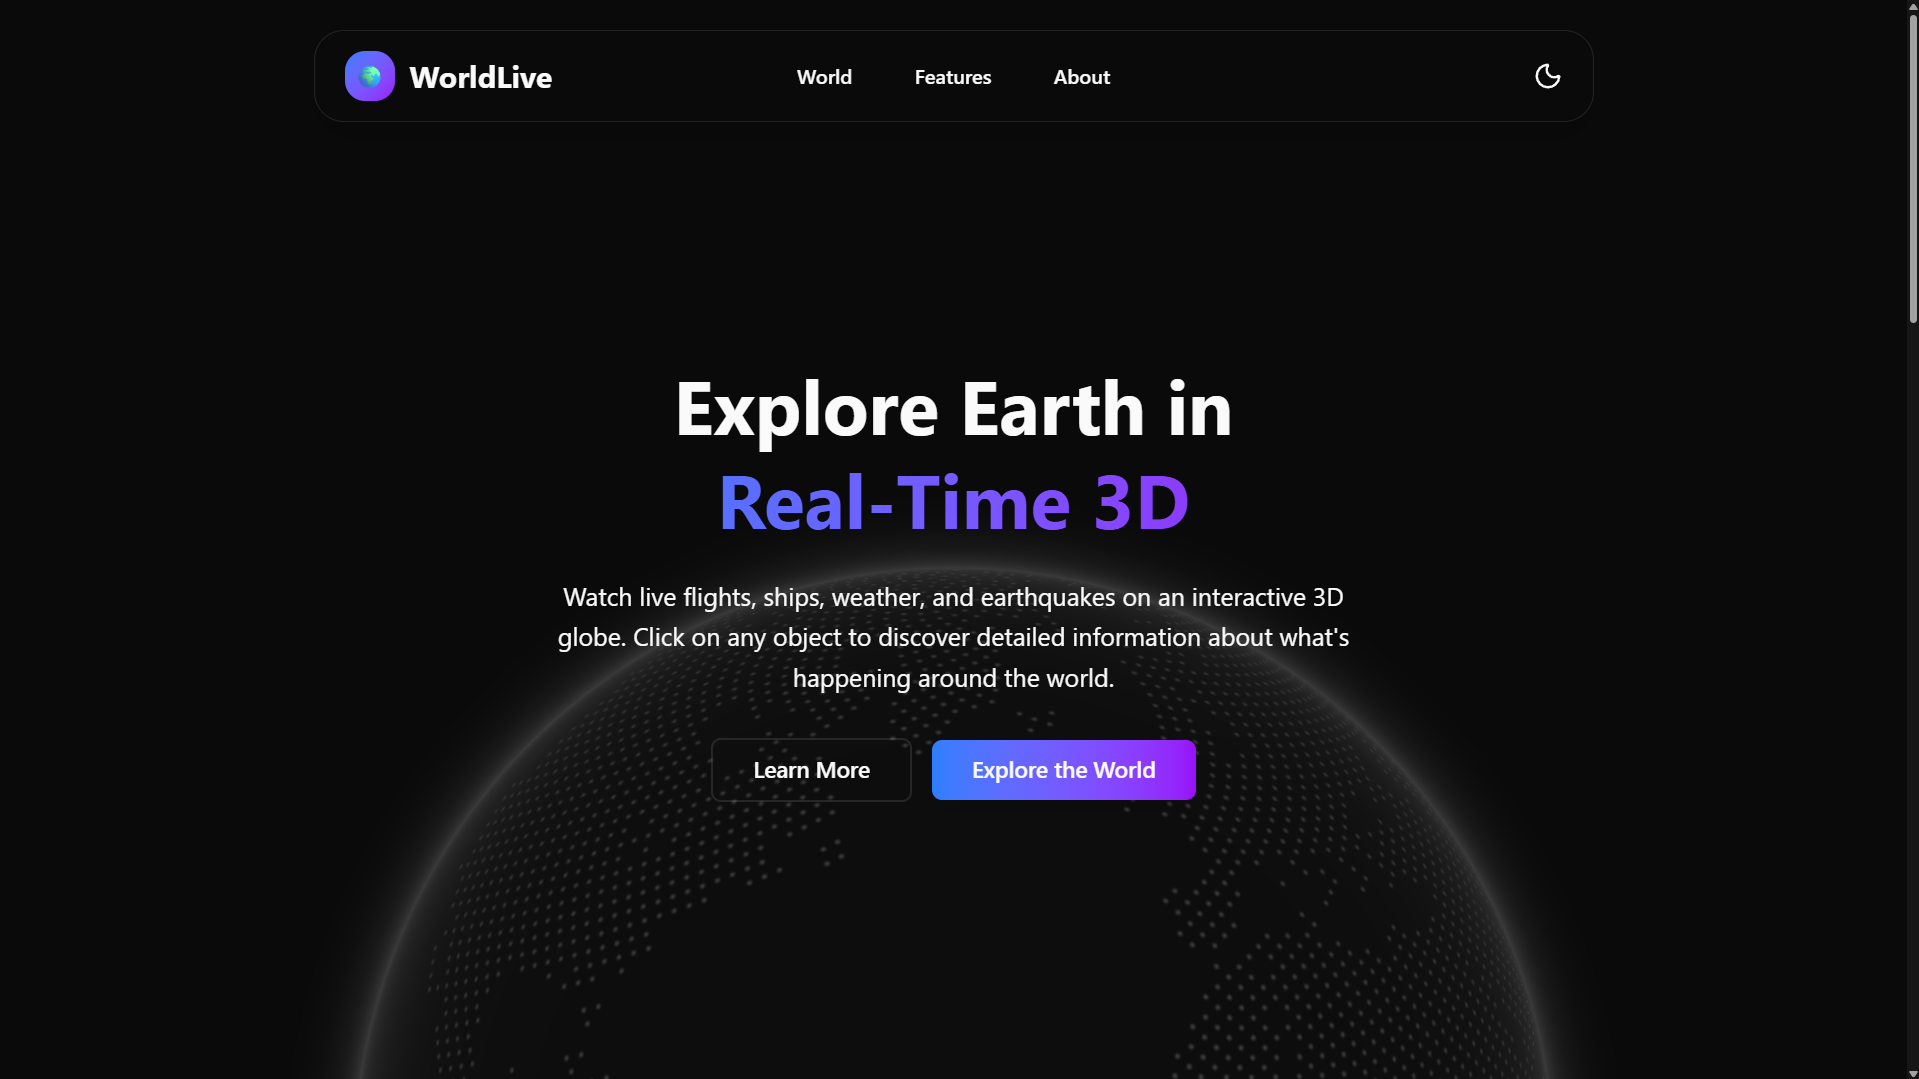 WorldLive
World
Features
About
Explore Earth in
Real-Time 3D
Watch live flights, ships, weather, and earthquakes on an interactive 3D
globe. Click on any object to discover detailed information about what's
happening around the world.
Learn More
Explore the World